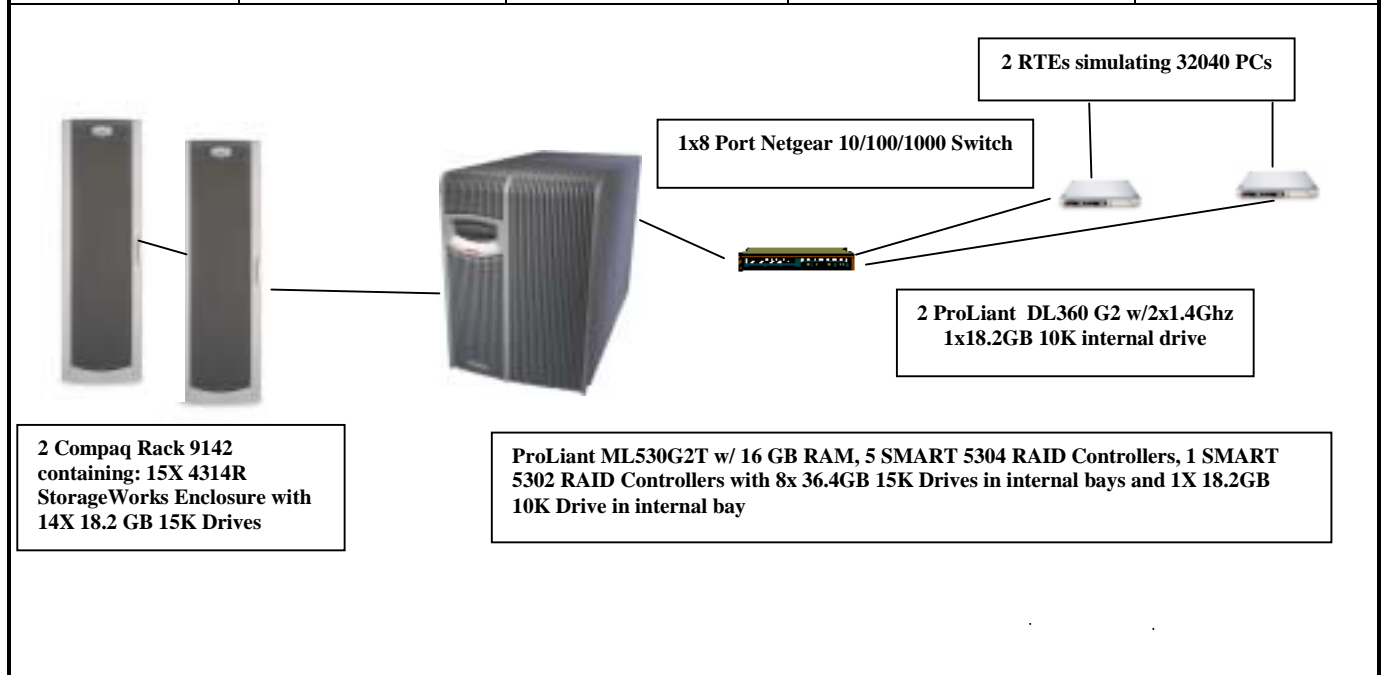 2 RTEs simulating 32040 PCs
1x8 Port Netgear 10/100/1000 Switch
2 ProLiant DL360 G2 w/2x1.4Ghz
1x18.2GB 10K internal drive
2 Compaq Rack 9142
containing: 15X 4314R
StorageWorks Enclosure with
14X 18.2 GB 15K Drives
ProLiant ML530G2T w/ 16 GB RAM, 5 SMART 5304 RAID Controllers, 1 SMART
5302 RAID Controllers with 8x 36.4GB 15K Drives in internal bays and 1X 18.2GB
10K Drive in internal bay